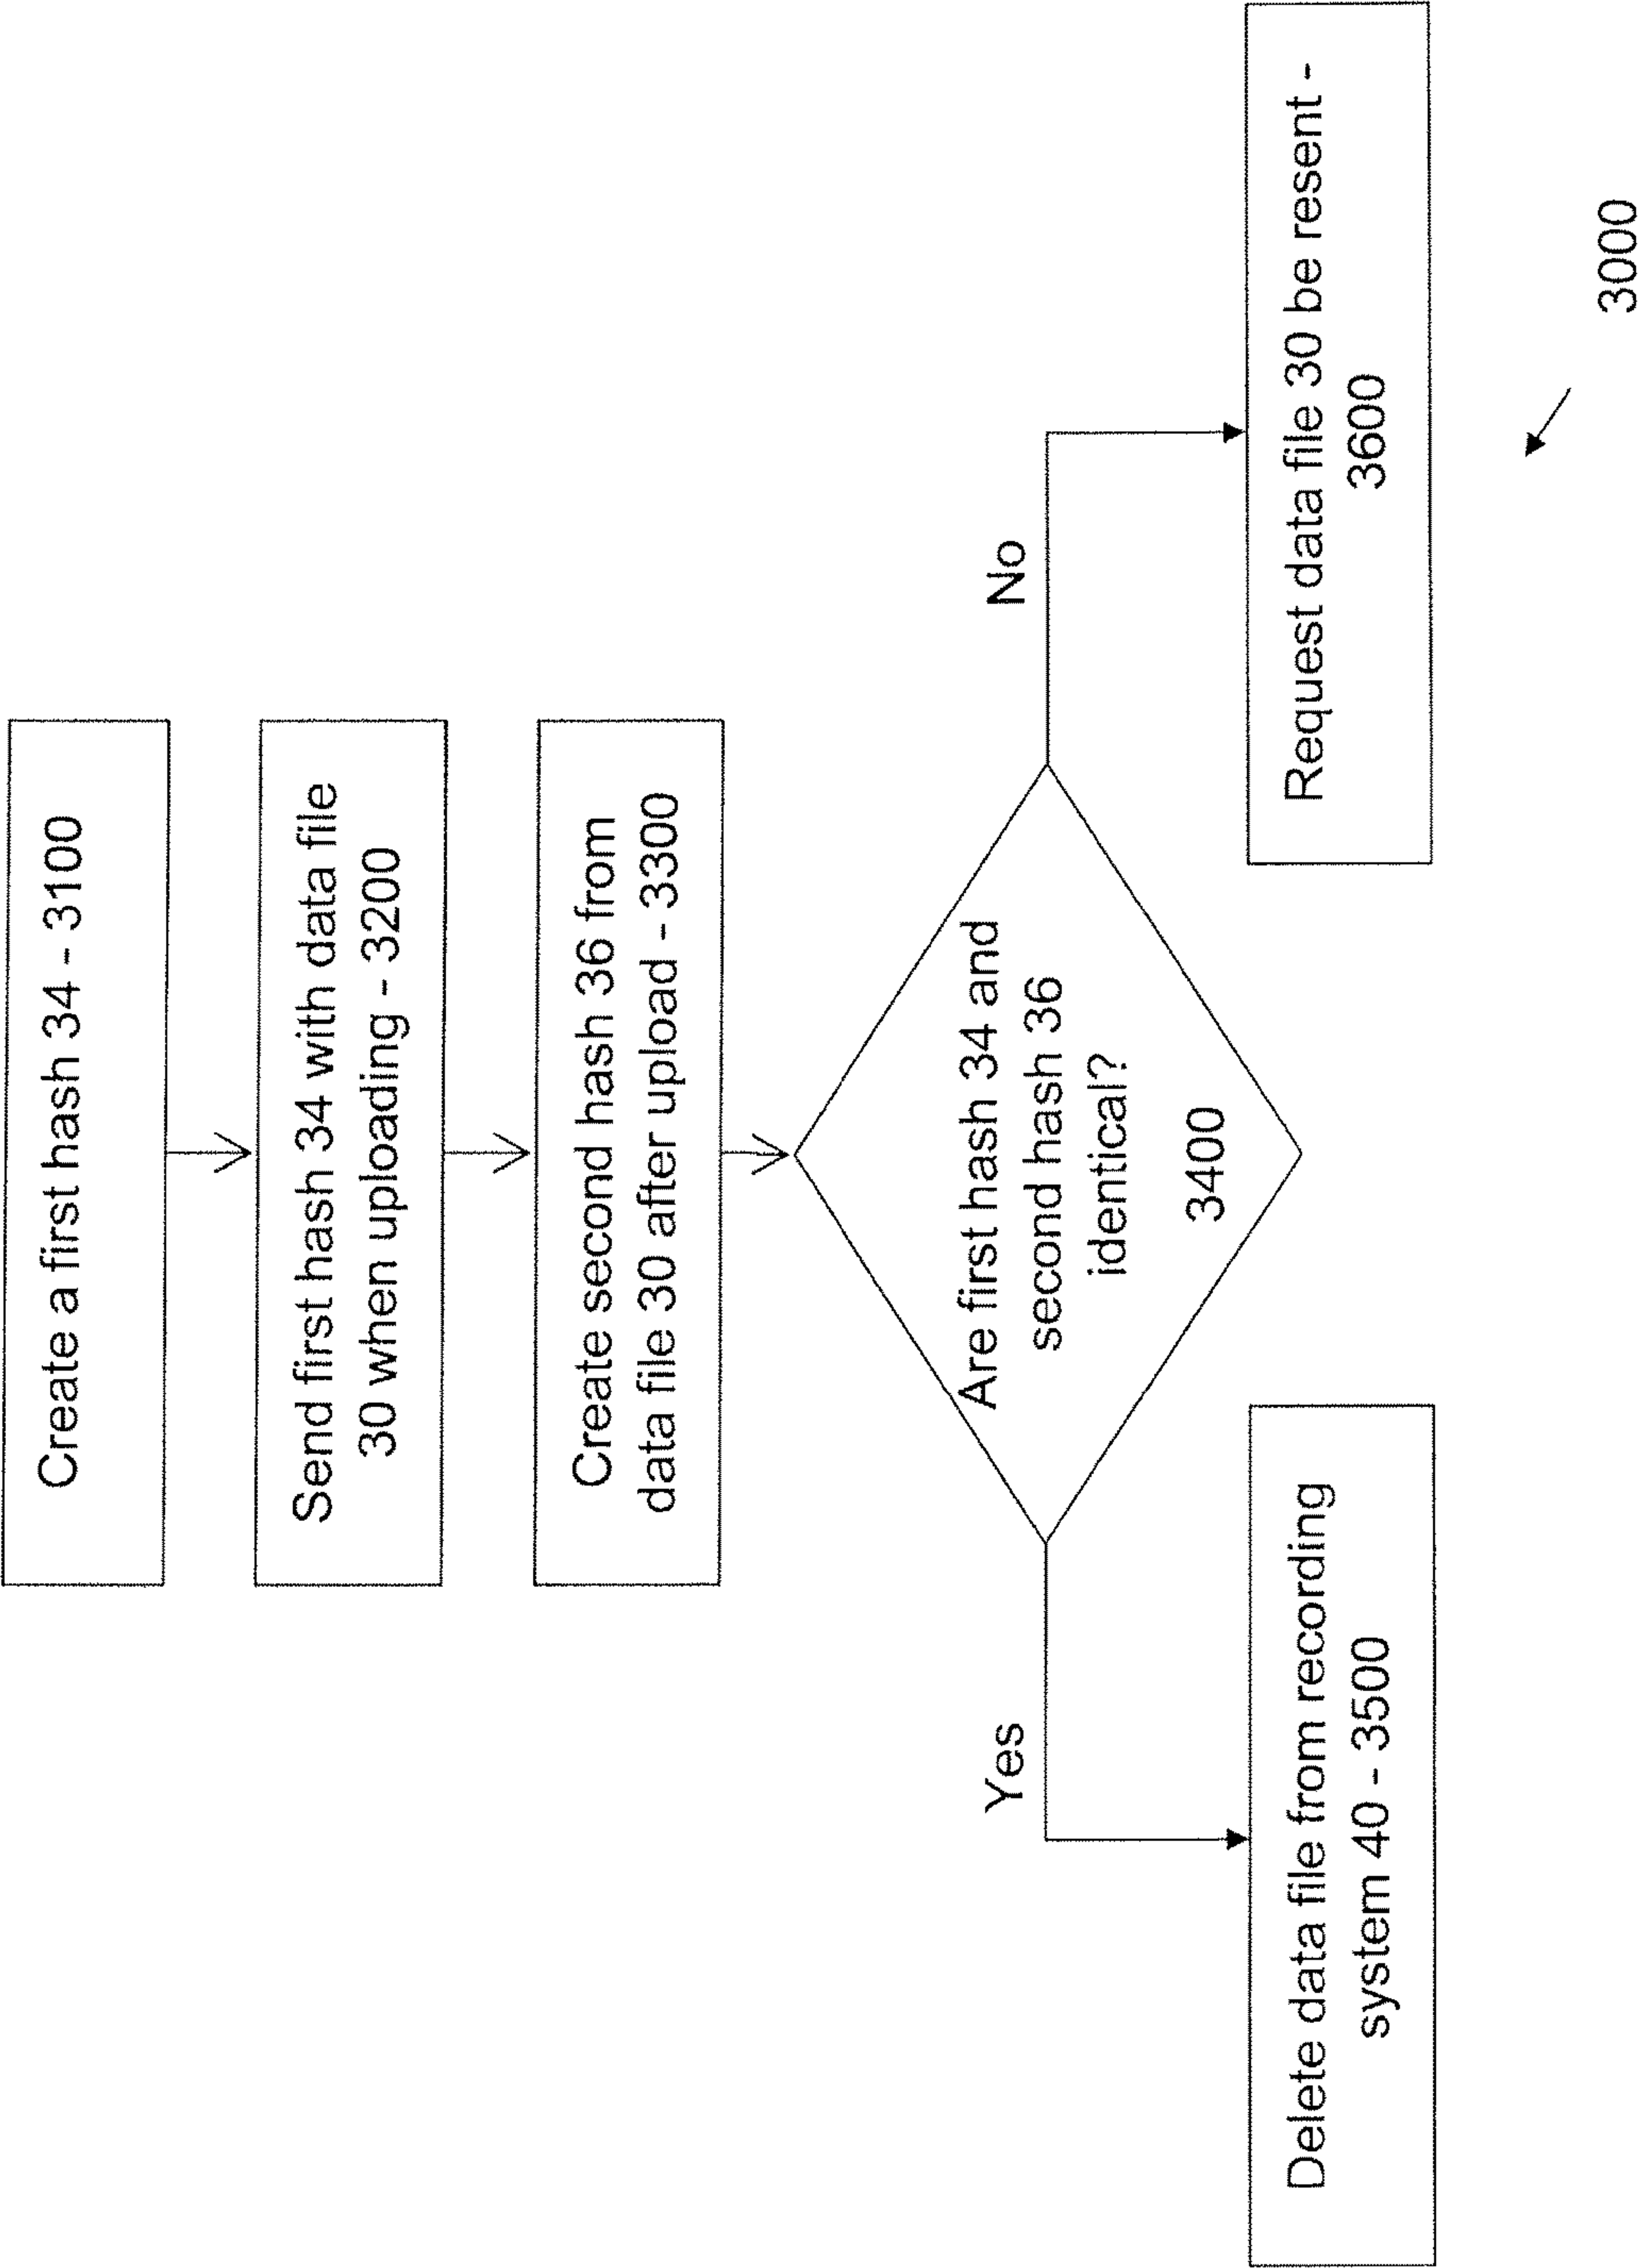 Create a first hash 34 - 3100
Send first hash 34 with data file
30 when uploading - 3200
Create second hash 36 from
data file 30 after upload - 3300
Are first hash 34 and
second hash 36
identical?
3400
Yes
No
Delete data file from recording
system 40 - 3500
Request data file 30 be resent -
3600
3000